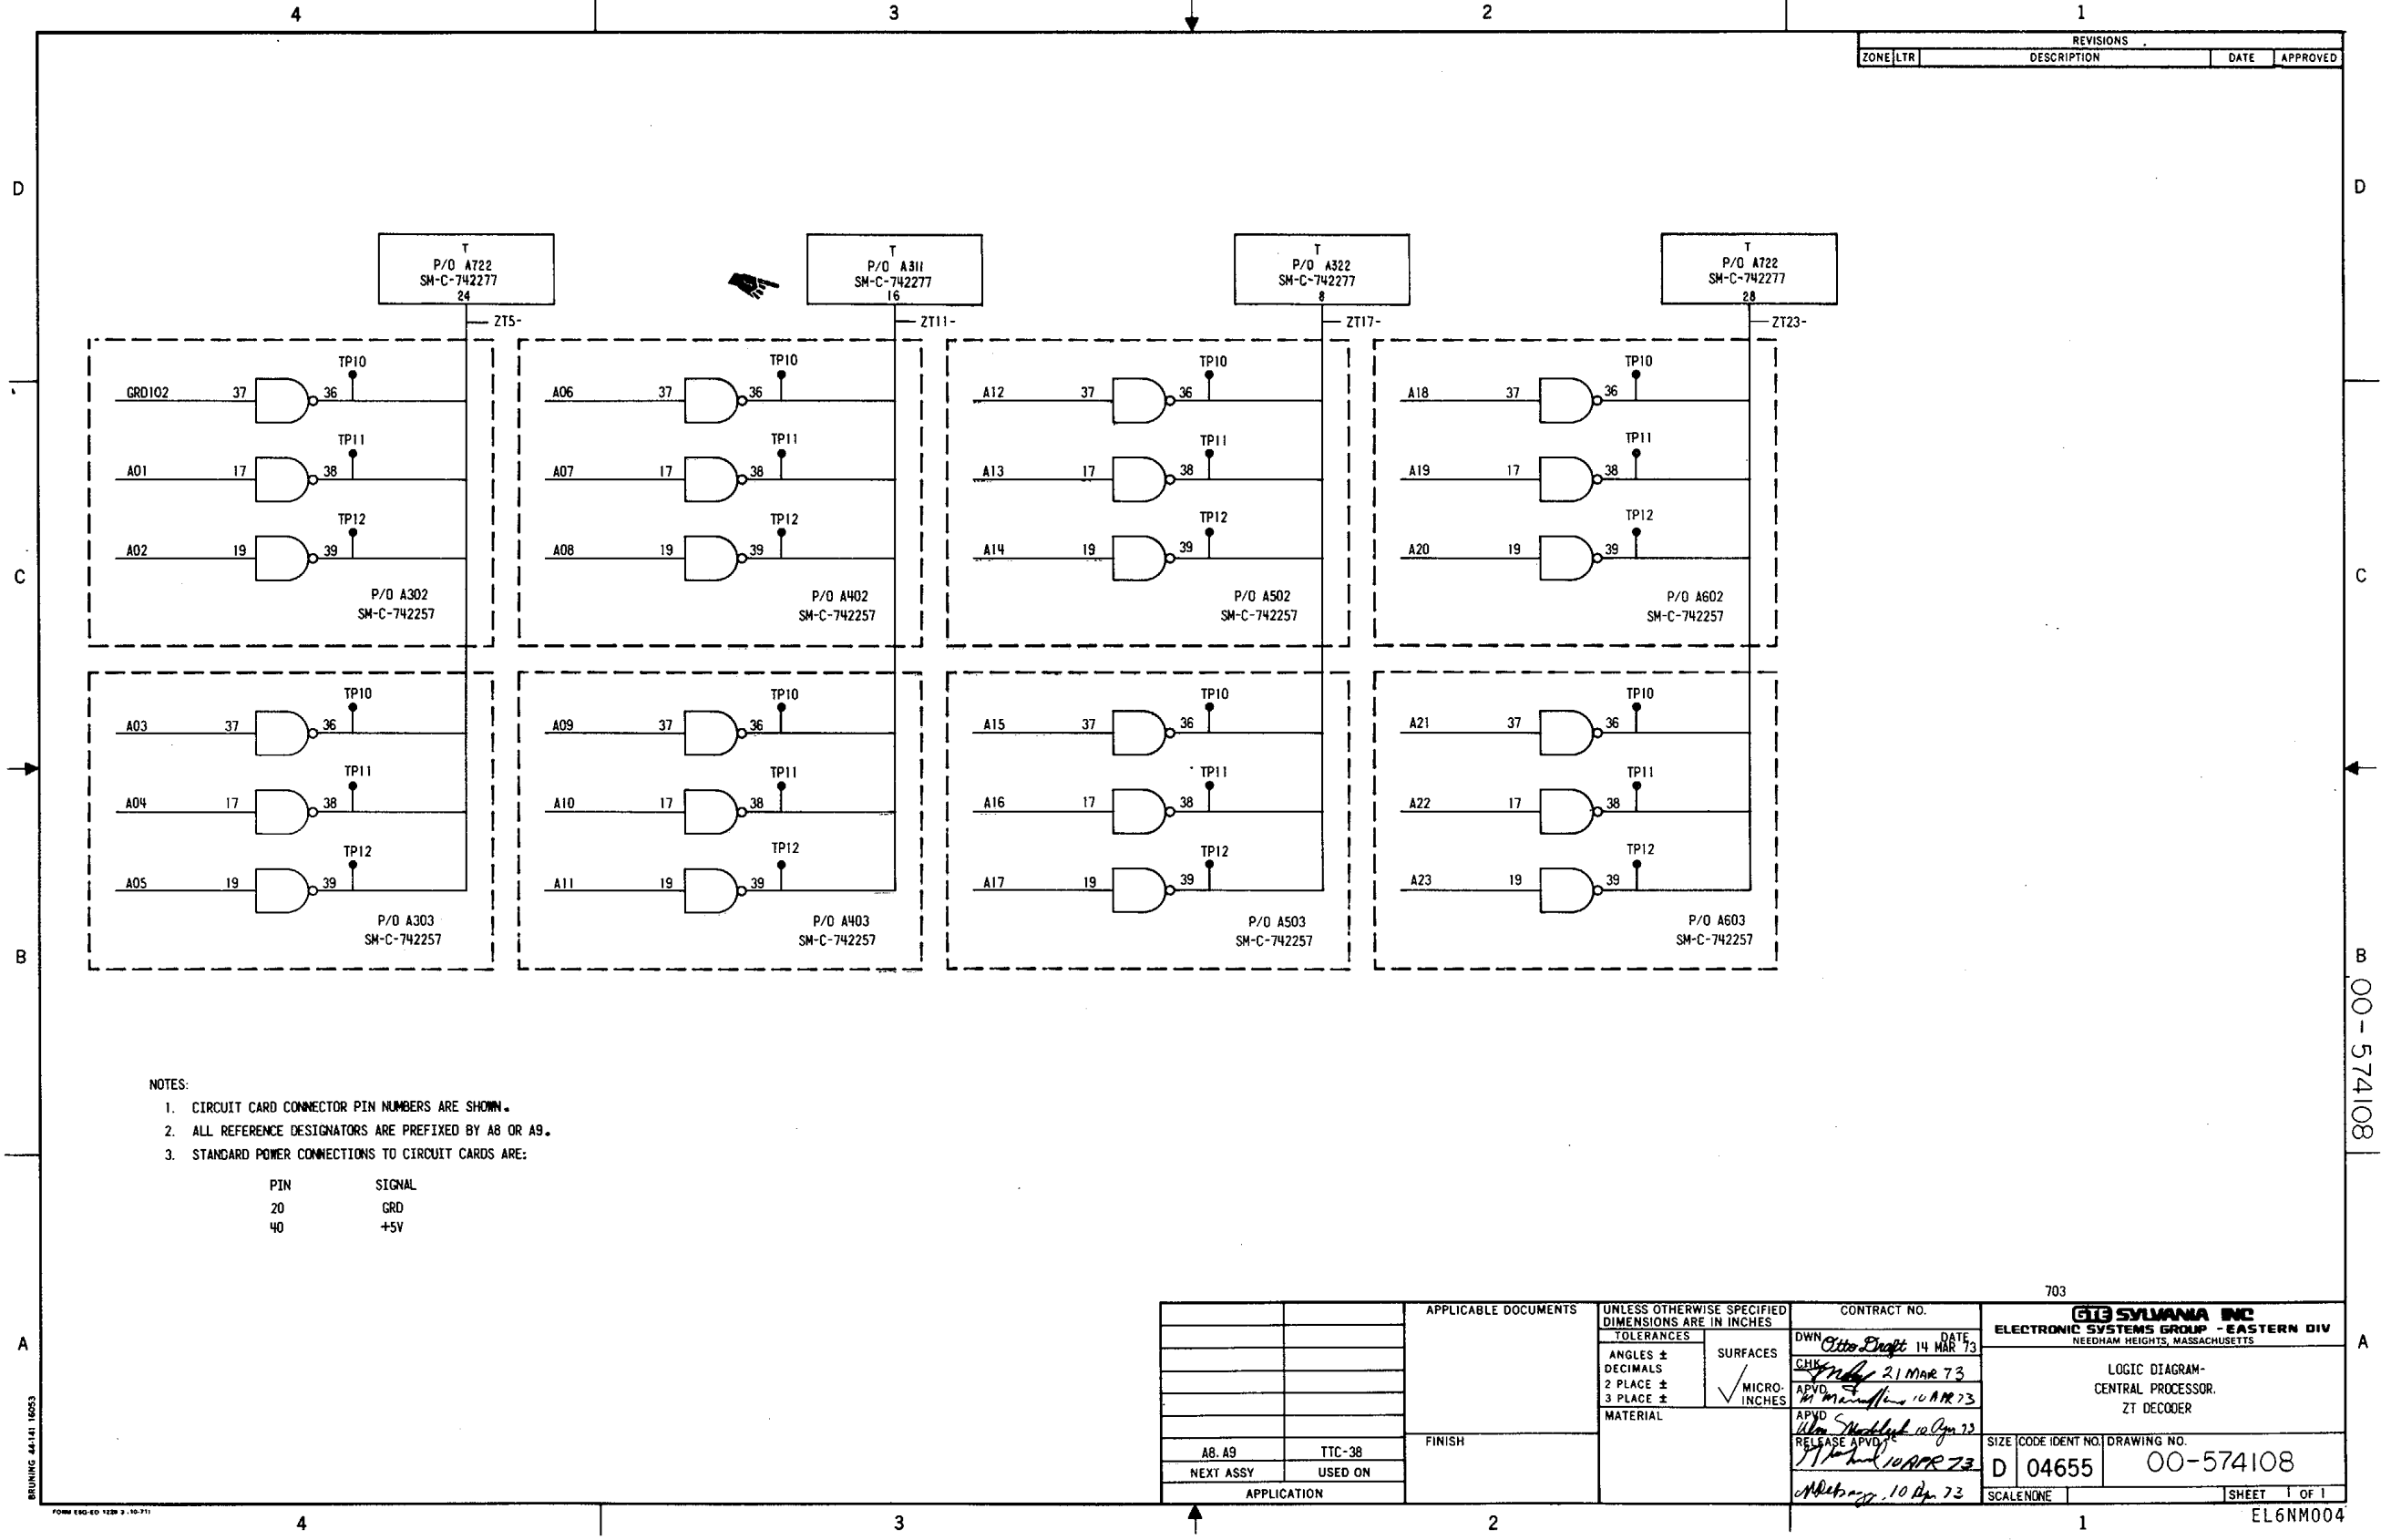 4 3 2 1
REVISIONS
ZONE LTR DESCRIPTION DATE APPROVED
D D
T
P/O A722
SM-C-742277
24
ZT5-
T
P/O A311
SM-C-742277
16
ZT11-
T
P/O A322
SM-C-742277
8
ZT17-
T
P/O A722
SM-C-742277
28
ZT23-
TP10 TP10 TP10 TP10
GRD102 37 36 A06 37 36 A12 37 36 A18 37 36
TP11 TP11 TP11 TP11
A01 17 38 A07 17 38 A13 17 38 A19 17 38
TP12 TP12 TP12 TP12
A02 19 39 A08 19 39 A14 19 39 A20 19 39
C C
P/O A302 P/O A402 P/O A502 P/O A602
SM-C-742257 SM-C-742257 SM-C-742257 SM-C-742257
TP10 TP10 TP10 TP10
A03 37 36 A09 37 36 A15 37 36 A21 37 36
TP11 TP11 TP11 TP11
A04 17 38 A10 17 38 A16 17 38 A22 17 38
TP12 TP12 TP12 TP12
A05 19 39 A11 19 39 A17 19 39 A23 19 39
P/O A303 P/O A403 P/O A503 P/O A603
SM-C-742257 SM-C-742257 SM-C-742257 SM-C-742257
B B
00-574108
NOTES:
1. CIRCUIT CARD CONNECTOR PIN NUMBERS ARE SHOWN.
2. ALL REFERENCE DESIGNATORS ARE PREFIXED BY A8 OR A9.
3. STANDARD POWER CONNECTIONS TO CIRCUIT CARDS ARE:
PIN SIGNAL
20 GRD
40 +5V
703
A A
A8. A9 TTC-38
NEXT ASSY USED ON
APPLICATION
APPLICABLE DOCUMENTS
FINISH
UNLESS OTHERWISE SPECIFIED
DIMENSIONS ARE IN INCHES
TOLERANCES
ANGLES ±
DECIMALS
2 PLACE ±
3 PLACE ±
SURFACES
MICRO-
INCHES
MATERIAL
CONTRACT NO.
DWN Otto Draft 14 MAR 73 DATE
CHK 21 MAR 73
APVD 10 APR 73
APVD 10 Apr 73
RELEASE APVD 10 APR 73
10 Apr 73
GTE SYLVANIA INC
ELECTRONIC SYSTEMS GROUP - EASTERN DIV
NEEDHAM HEIGHTS, MASSACHUSETTS
LOGIC DIAGRAM-
CENTRAL PROCESSOR.
ZT DECODER
SIZE CODE IDENT NO. DRAWING NO.
D 04655 00-574108
SCALE NONE SHEET 1 OF 1
EL6NM004
BRUNING 44-141 16053
4 3 2 1